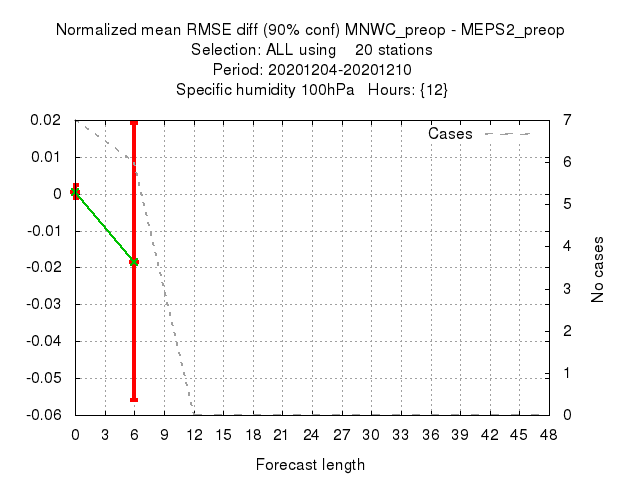 Normalized mean RMSE diff (90% conf) MNWC_preop - MEPS2_preop
Selection: ALL using 20 stations
Period: 20201204-20201210
Specific humidity 100hPa Hours: {12}
Cases
0.02
0.01
0
-0.01
-0.02
-0.03
-0.04
-0.05
-0.06
7
6
5
4
3
2
1
0
No cases
0 3 6 9 12 15 18 21 24 27 30 33 36 39 42 45 48
Forecast length